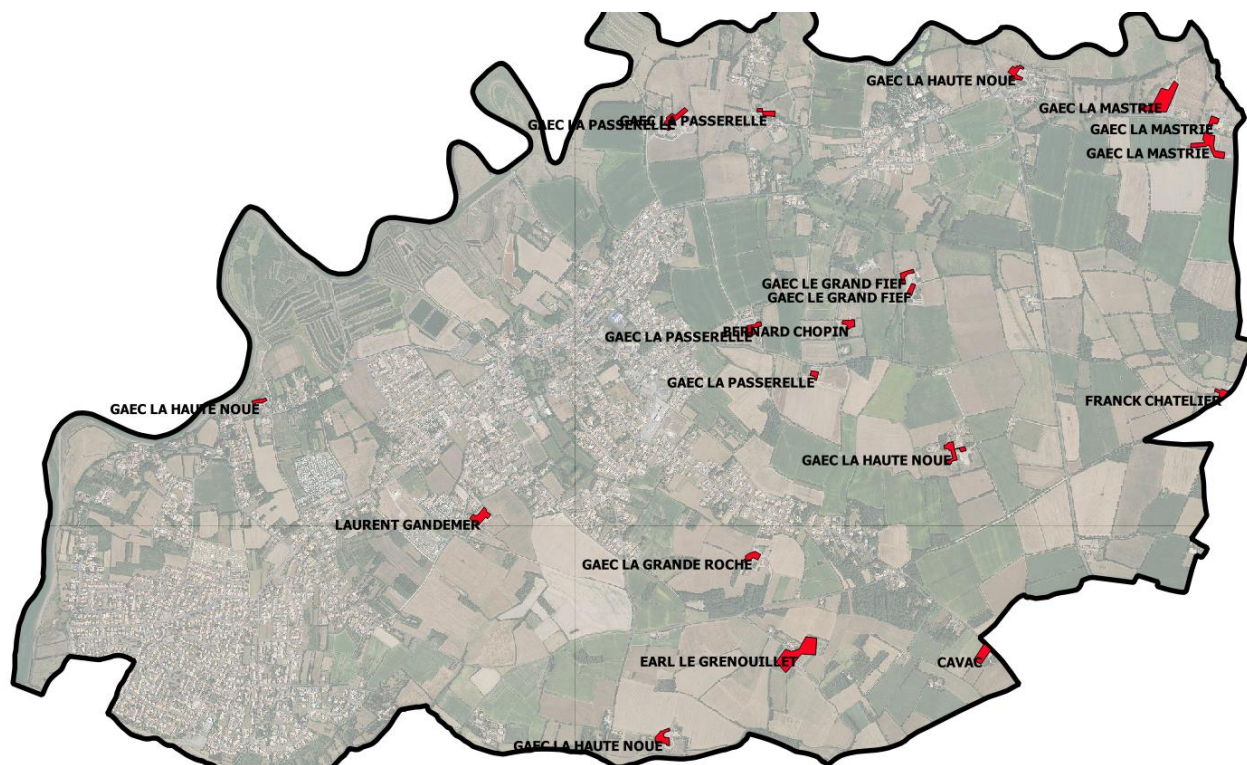 GAEC LA HAUTE NOUE
GAEC LA MASTRIE
GAEC LA PASSERELLE
GAEC LA PASSERELLE
GAEC LA MASTRIE
GAEC LA MASTRIE
GAEC LE GRAND FIEF
GAEC LE GRAND FIEF
GAEC LA PASSERELLE
BERNARD CHOPIN
GAEC LA PASSERELLE
FRANCK CHATELIER
GAEC LA HAUTE NOUE
GAEC LA HAUTE NOUE
LAURENT GANDEMER
GAEC LA GRANDE ROCHE
EARL LE GRENOUILLET
CAVAC
GAEC LA HAUTE NOUE